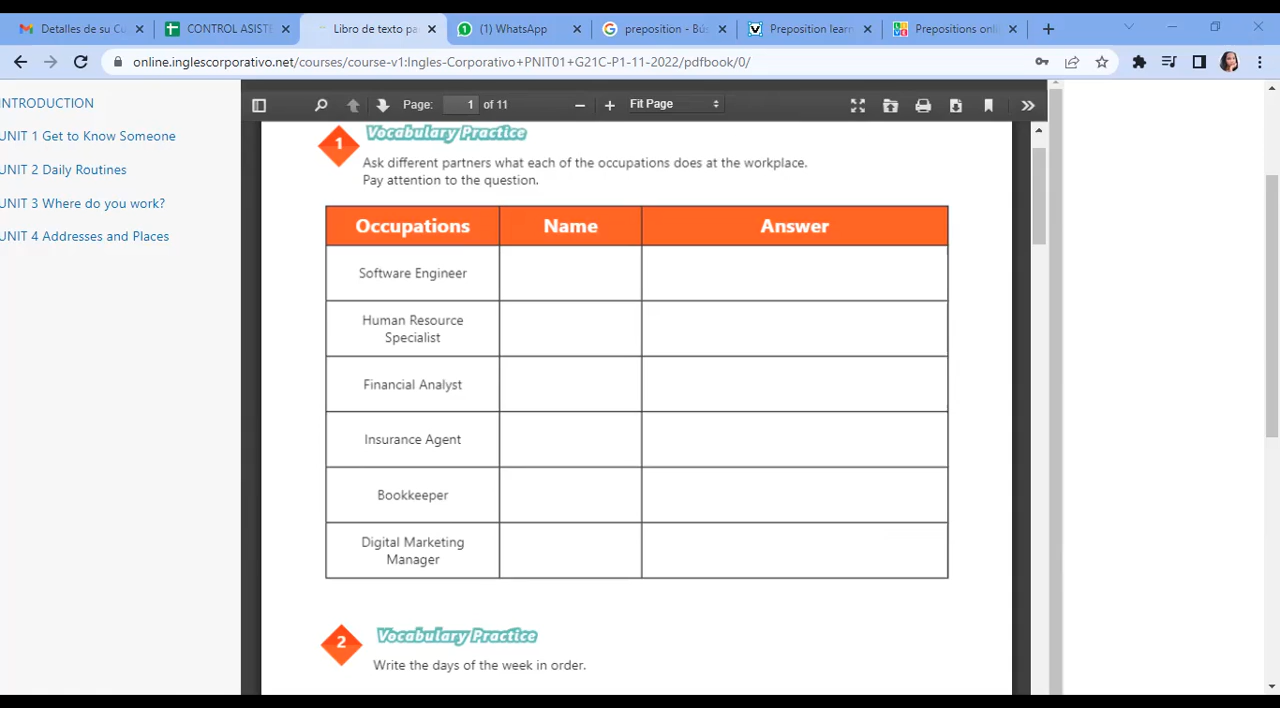 Detalles de su Cu
CONTROL ASISTE
Libro de texto pa
(1) WhatsApp
preposition - Bús
Preposition learn
Prepositions onli
online.inglescorporativo.net/courses/course-v1:Ingles-Corporativo+PNIT01+G21C-P1-11-2022/pdfbook/0/
INTRODUCTION
UNIT 1 Get to Know Someone
UNIT 2 Daily Routines
UNIT 3 Where do you work?
UNIT 4 Addresses and Places
Page: 1 of 11
Fit Page
1 Vocabulary Practice
Ask different partners what each of the occupations does at the workplace.
Pay attention to the question.
Occupations Name Answer
Software Engineer
Human Resource
Specialist
Financial Analyst
Insurance Agent
Bookkeeper
Digital Marketing
Manager
2 Vocabulary Practice
Write the days of the week in order.